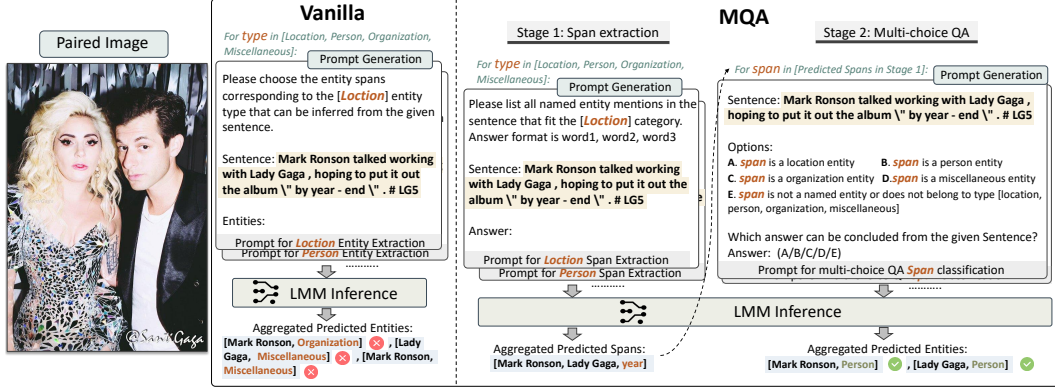 Vanilla
MQA
Paired Image
@SantiGaga
For type in [Location, Person, Organization,
Miscellaneous]:
Prompt Generation
Please choose the entity spans
corresponding to the [Loction] entity
type that can be inferred from the given
sentence.
Sentence: Mark Ronson talked working
with Lady Gaga , hoping to put it out
the album \" by year - end \" . # LG5
Entities:
Prompt for Loction Entity Extraction
Prompt for Person Entity Extraction
...........
LMM Inference
Aggregated Predicted Entities:
[Mark Ronson, Organization] , [Lady
Gaga, Miscellaneous] , [Mark Ronson,
Miscellaneous]
Stage 1: Span extraction
For type in [Location, Person, Organization,
Miscellaneous]:
Prompt Generation
Please list all named entity mentions in the
sentence that fit the [Loction] category.
Answer format is word1, word2, word3
Sentence: Mark Ronson talked working
with Lady Gaga , hoping to put it out the
album \" by year - end \" . # LG5
e
Answer:
Prompt for Loction Span Extraction
Prompt for Person Span Extraction
...........
Stage 2: Multi-choice QA
For span in [Predicted Spans in Stage 1]:
Prompt Generation
Sentence: Mark Ronson talked working with Lady Gaga ,
hoping to put it out the album \" by year - end \" . # LG5
Options:
A. span is a location entity B. span is a person entity
C. span is a organization entity D.span is a miscellaneous entity
E. span is not a named entity or does not belong to type [location,
person, organization, miscellaneous]
Which answer can be concluded from the given Sentence?
Answer: (A/B/C/D/E)
Prompt for multi-choice QA Span classification
...........
LMM Inference
Aggregated Predicted Spans:
[Mark Ronson, Lady Gaga, year]
Aggregated Predicted Entities:
[Mark Ronson, Person] , [Lady Gaga, Person]